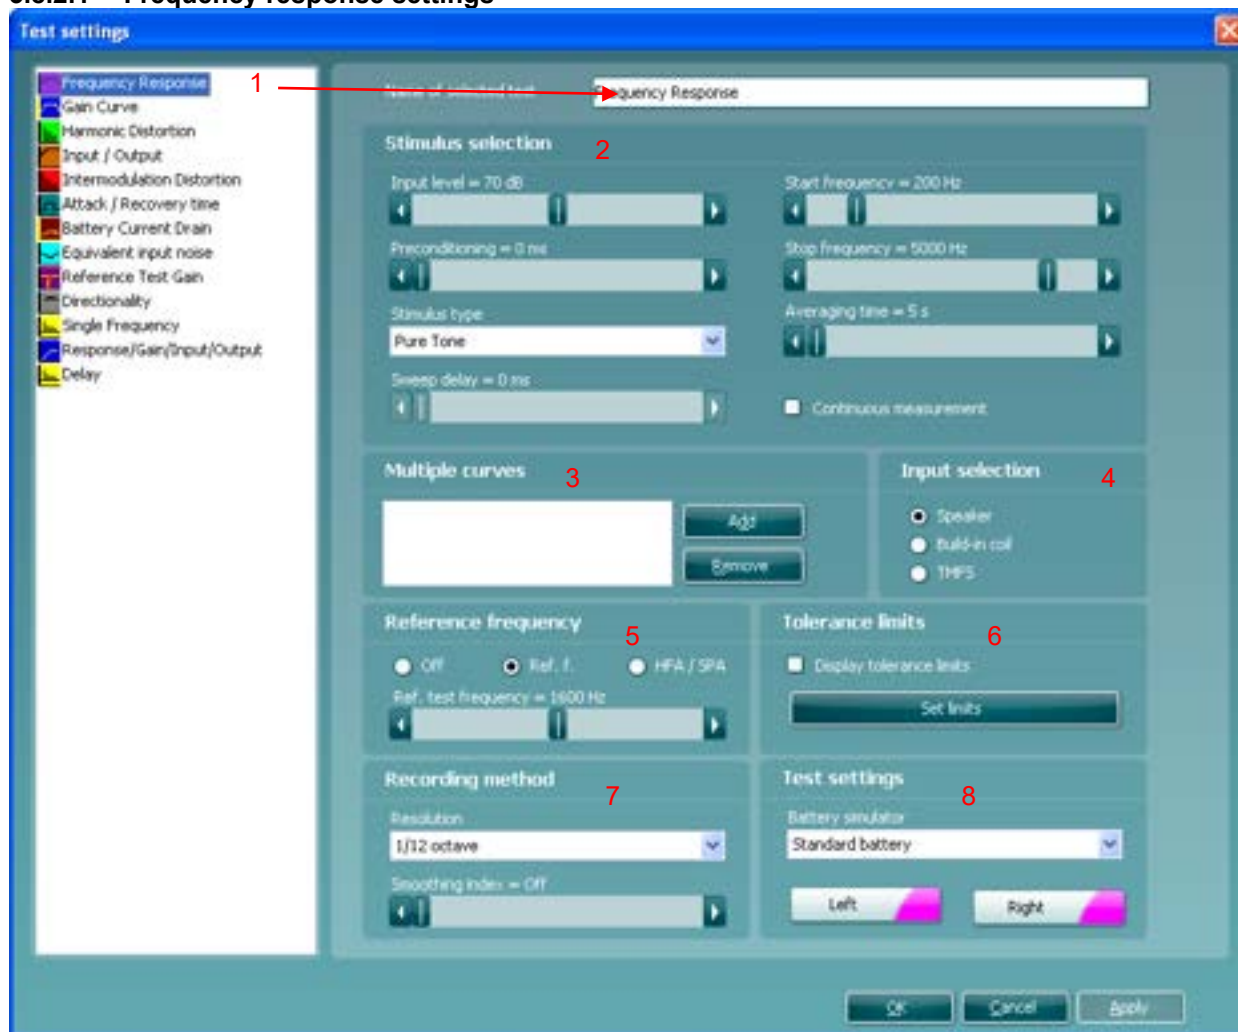 Frequency response settings
Test settings
Frequency Response
Gain Curve
Harmonic Distortion
Input / Output
Intermodulation Distortion
Attack / Recovery time
Battery Current Drain
Equivalent input noise
Reference Test Gain
Directionality
Single Frequency
Response/Gain/Input/Output
Delay
1
Frequency Response
Stimulus selection
2
Input level = 70 dB
Start frequency = 200 Hz
Preconditioning = 0 ms
Stop frequency = 5000 Hz
Stimulus type
Averaging time = 5 s
Pure Tone
Sweep delay = 0 ms
Continuous measurement
Multiple curves
3
Input selection
4
Add
Remove
Speaker
Build-in coil
TMFS
Reference frequency
5
Tolerance limits
6
Off
Ref. f.
HFA / SPA
Display tolerance limits
Ref. test frequency = 1600 Hz
Set limits
Recording method
7
Test settings
8
Resolution
Battery simulator
1/12 octave
Standard battery
Smoothing index = Off
Left
Right
OK
Cancel
Apply